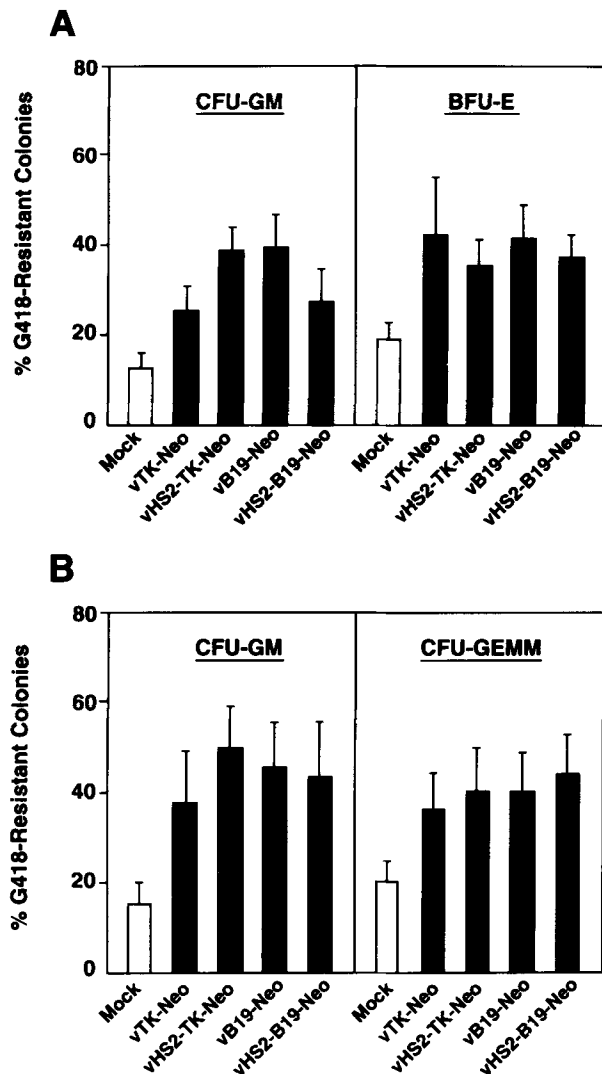 A
% G418-Resistant Colonies
80
60
40
20
0
CFU-GM
BFU-E
Mock
vTK-Neo
vHS2-TK-Neo
vB19-Neo
vHS2-B19-Neo
Mock
vTK-Neo
vHS2-TK-Neo
vB19-Neo
vHS2-B19-Neo
B
% G418-Resistant Colonies
80
60
40
20
0
CFU-GM
CFU-GEMM
Mock
vTK-Neo
vHS2-TK-Neo
vB19-Neo
vHS2-B19-Neo
Mock
vTK-Neo
vHS2-TK-Neo
vB19-Neo
vHS2-B19-Neo